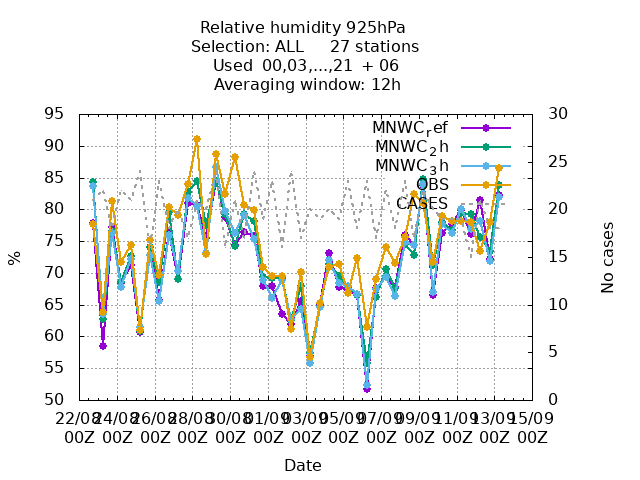 Relative humidity 925hPa
Selection: ALL 27 stations
Used 00,03,...,21 + 06
Averaging window: 12h
95
90
85
80
75
70
65
60
55
50
%
30
25
20
15
10
5
0
No cases
MNWCref
MNWC2h
MNWC3h
OBS
CASES
22/08 24/08 26/08 28/08 30/08 01/09 03/09 05/09 07/09 09/09 11/09 13/09 15/09
00Z 00Z 00Z 00Z 00Z 00Z 00Z 00Z 00Z 00Z 00Z 00Z 00Z
Date